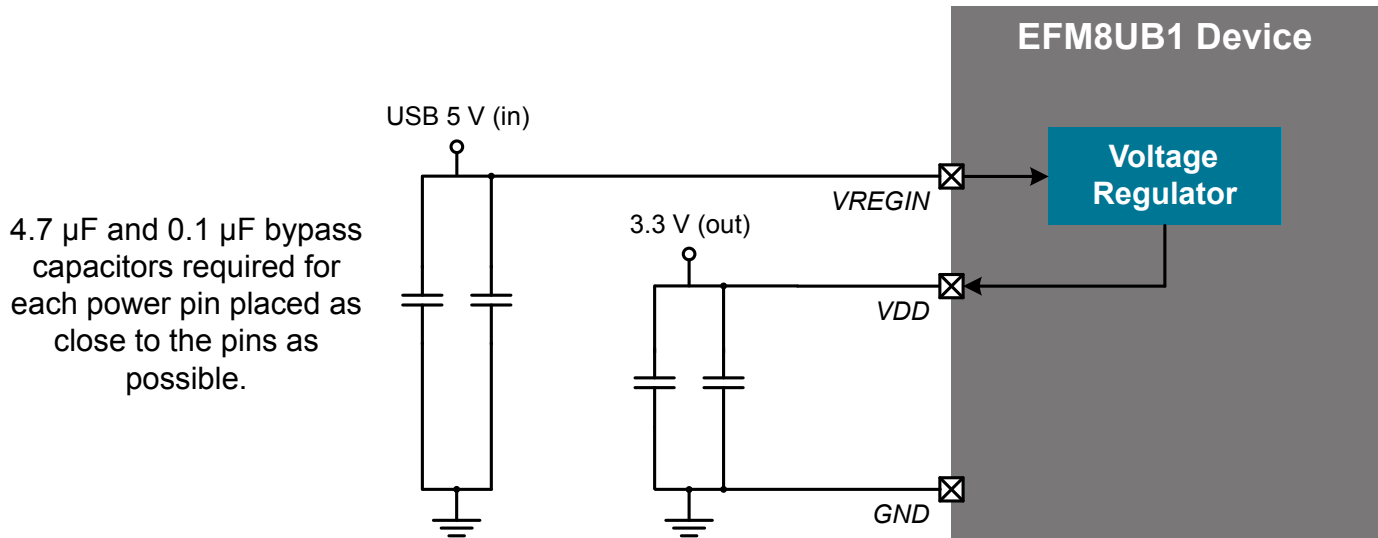 EFM8UB1 Device
USB 5 V (in)
Voltage
Regulator
VREGIN
4.7 µF and 0.1 µF bypass
capacitors required for
each power pin placed as
close to the pins as
possible.
3.3 V (out)
VDD
GND